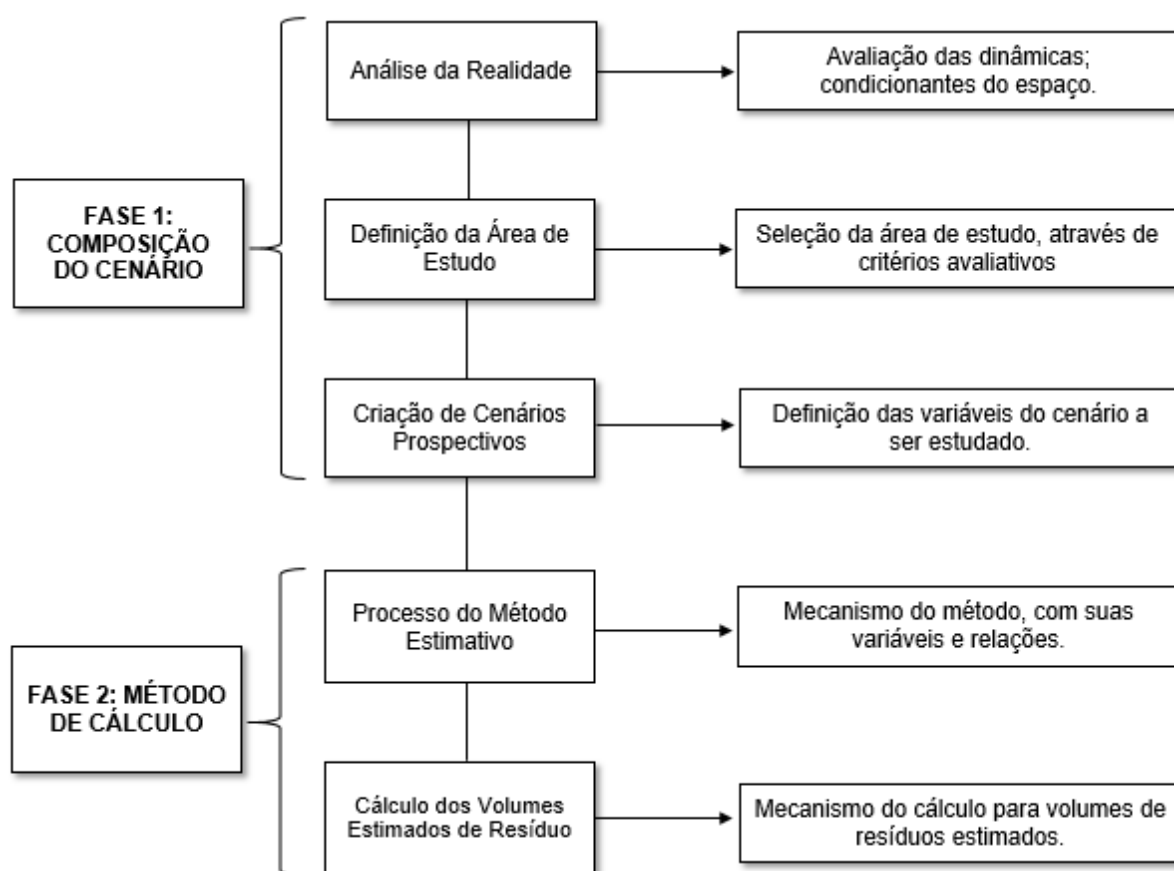 Análise da Realidade
Avaliação das dinâmicas;
condicionantes do espaço.
FASE 1:
COMPOSIÇÃO
DO CENÁRIO
Definição da Área de
Estudo
Seleção da área de estudo, através de
critérios avaliativos
Criação de Cenários
Prospectivos
Definição das variáveis do cenário a
ser estudado.
FASE 2: MÉTODO
DE CÁLCULO
Processo do Método
Estimativo
Mecanismo do método, com suas
variáveis e relações.
Cálculo dos Volumes
Estimados de Resíduo
Mecanismo do cálculo para volumes de
resíduos estimados.